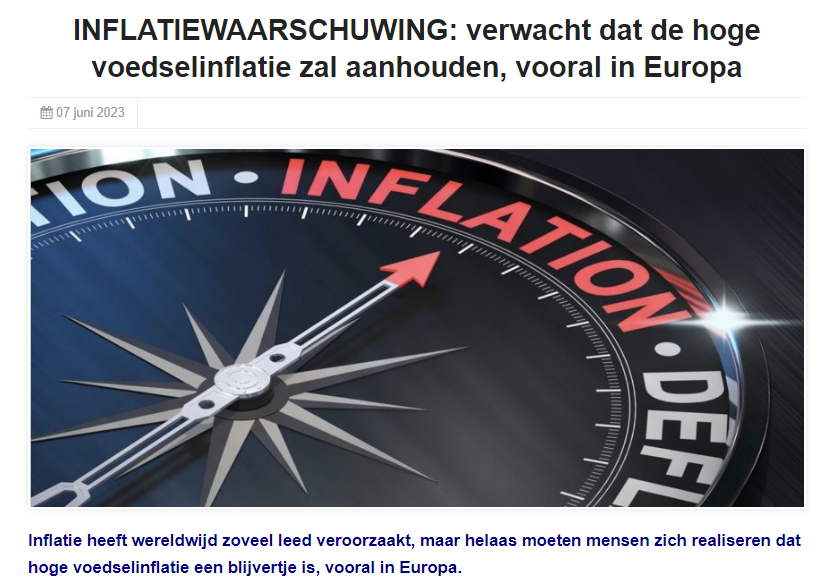 INFLATIEWAARSCHUWING: verwacht dat de hoge
voedselinflatie zal aanhouden, vooral in Europa
07 juni 2023
TION • INFLATION • DEFL
Inflatie heeft wereldwijd zoveel leed veroorzaakt, maar helaas moeten mensen zich realiseren dat
hoge voedselinflatie een blijvertje is, vooral in Europa.